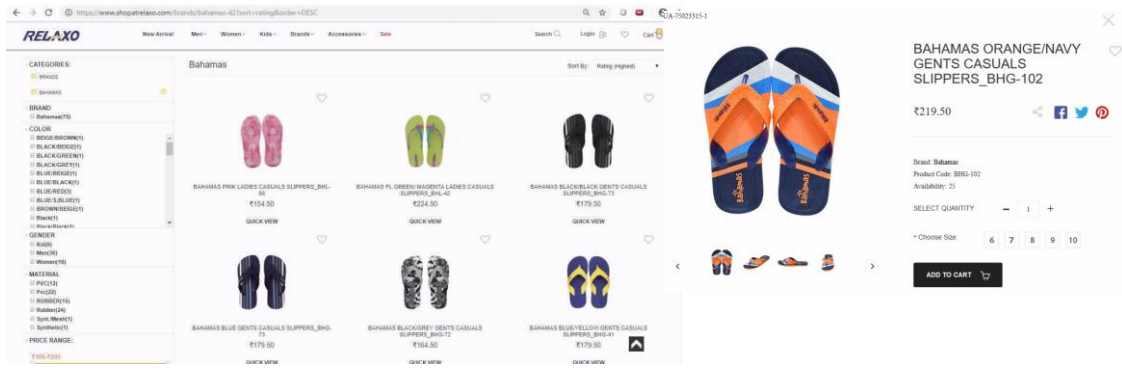 https://www.shopatrelaxo.com/brands/bahamas-42?sort=rating&order=DESC
RELAXO
New Arrival Men Women Kids Brands Accessories Sale
Search Login Cart
CATEGORIES:
BRANDS
BAHAMAS
BRAND
Bahamas(73)
COLOR
BEIGE/BROWN(1)
BLACK/BEIGE(1)
BLACK/GREEN(1)
BLACK/GREY(1)
BLUE/BEIGE(1)
BLUE/BLACK(1)
BLUE/RED(3)
BLUE/S.BLUE(1)
BROWN/BEIGE(1)
Black(1)
Black/Black(1)
GENDER
Kid(6)
Men(36)
Women(16)
MATERIAL
PVC(12)
Pvc(22)
RUBBER(15)
Rubber(24)
Synt./Mesh(1)
Synthetic(1)
PRICE RANGE:
Bahamas
Sort By: Rating (Highest)
BAHAMAS PINK LADIES CASUALS SLIPPERS_BHL-
₹154.50
QUICK VIEW
BAHAMAS FL GREEN/ MAGENTA LADIES CASUALS
SLIPPERS_BHL-42
₹224.50
QUICK VIEW
BAHAMAS BLACK/BLACK GENTS CASUALS
SLIPPERS_BHG-73
₹179.50
QUICK VIEW
BAHAMAS BLUE GENTS CASUALS SLIPPERS_BHG-
73
₹179.50
QUICK VIEW
BAHAMAS BLACK/GREY GENTS CASUALS
SLIPPERS_BHG-72
₹164.50
QUICK VIEW
BAHAMAS BLUE/YELLOW GENTS CASUALS
SLIPPERS_BHG-41
₹179.50
QUICK VIEW
UA-75023315-1
Bahamas
Bahamas
BAHAMAS ORANGE/NAVY
GENTS CASUALS
SLIPPERS_BHG-102
₹219.50
Brand: Bahamas
Product Code: BHG-102
Availability: 25
SELECT QUANTITY - 1 +
* Choose Size: 6 7 8 9 10
ADD TO CART